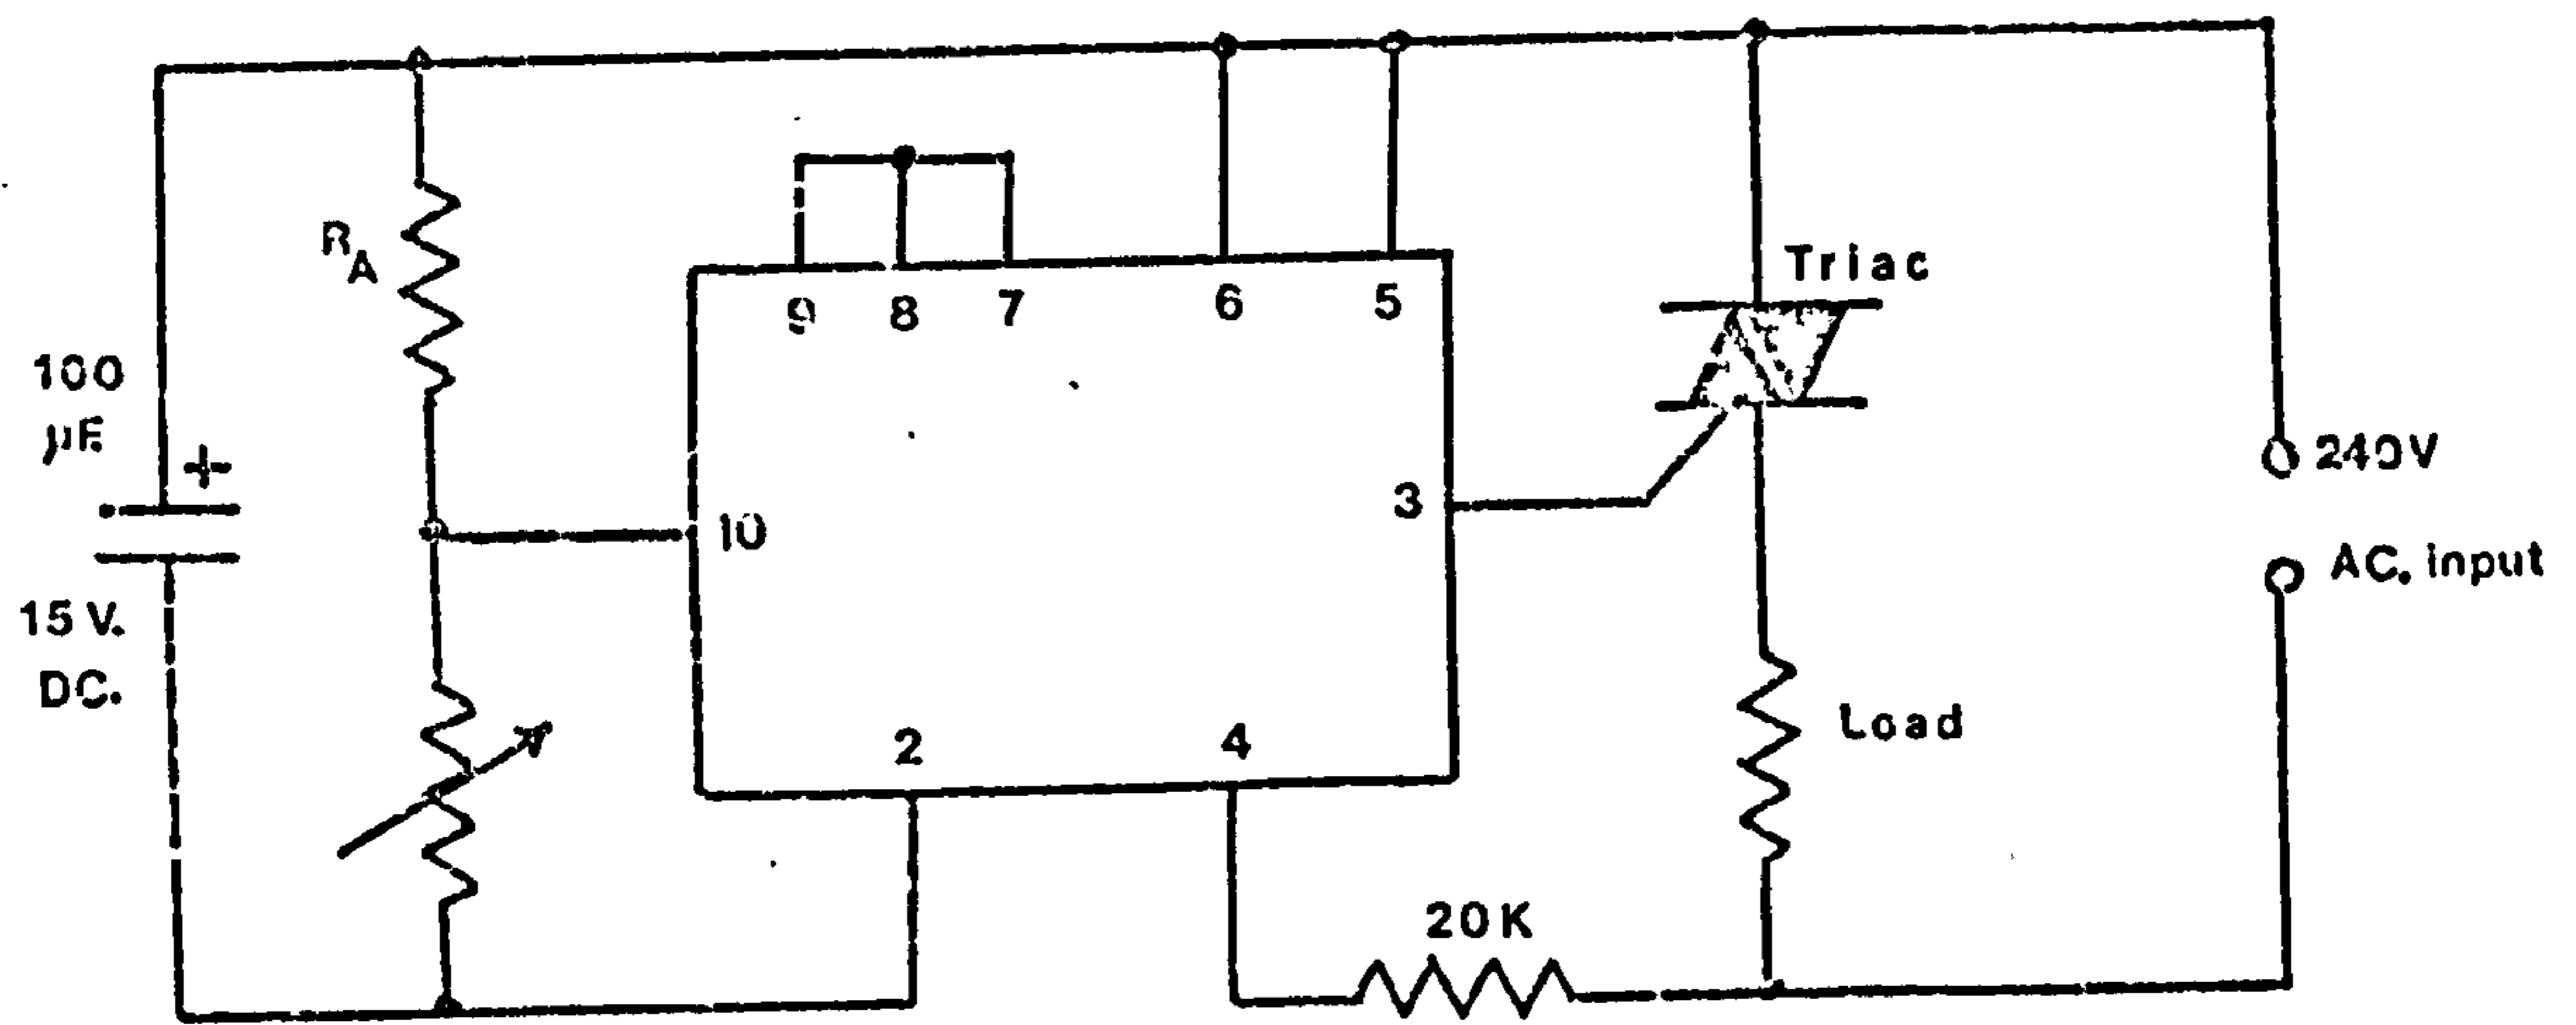 R
A
Triac
9 8 7 6 5
100
µF.
+
240V
3
10
AC. input
15 V.
DC.
2 4
Load
20K